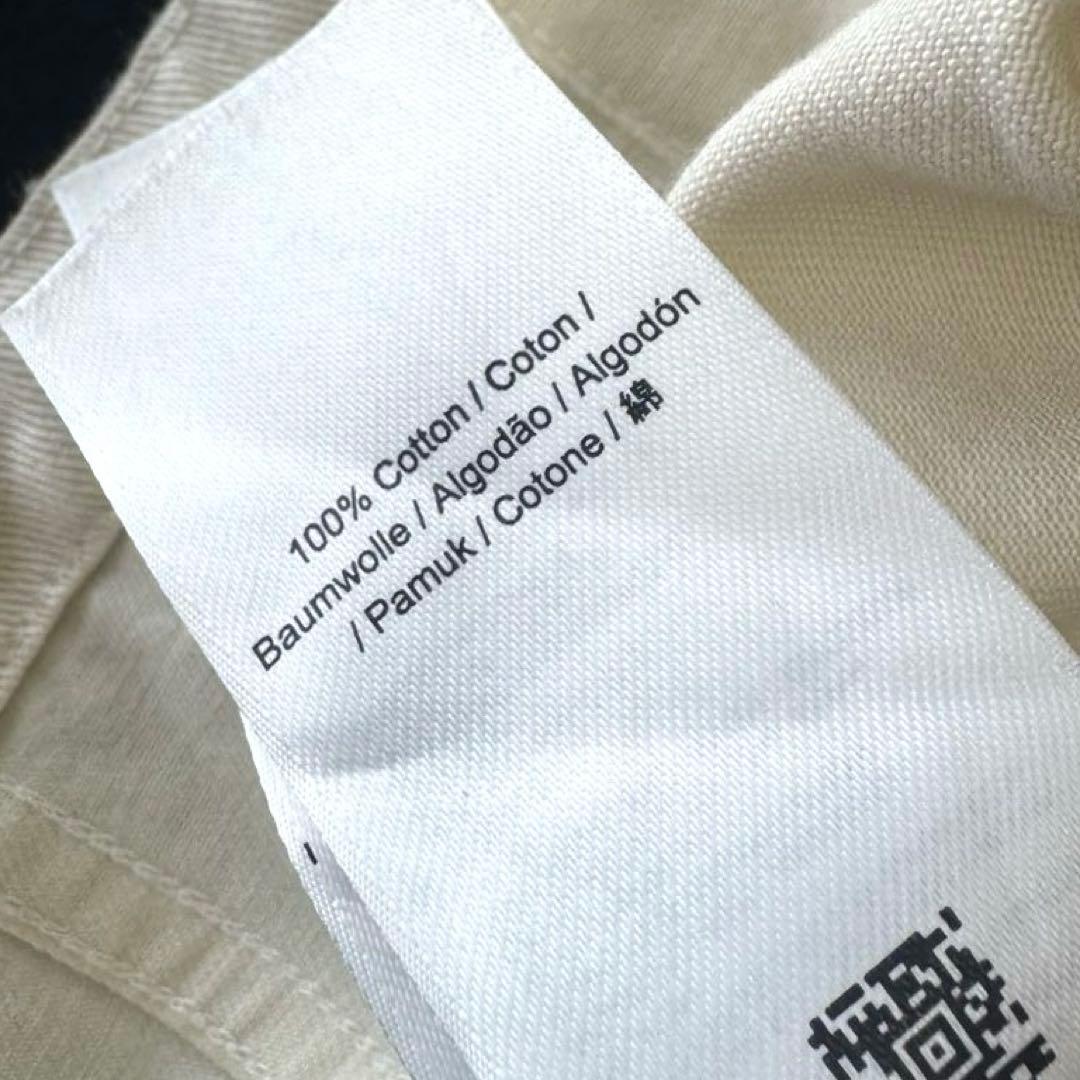 100% Cotton / Coton /
Baumwolle / Algodão / Algodón
/ Pamuk / Cotone / 綿